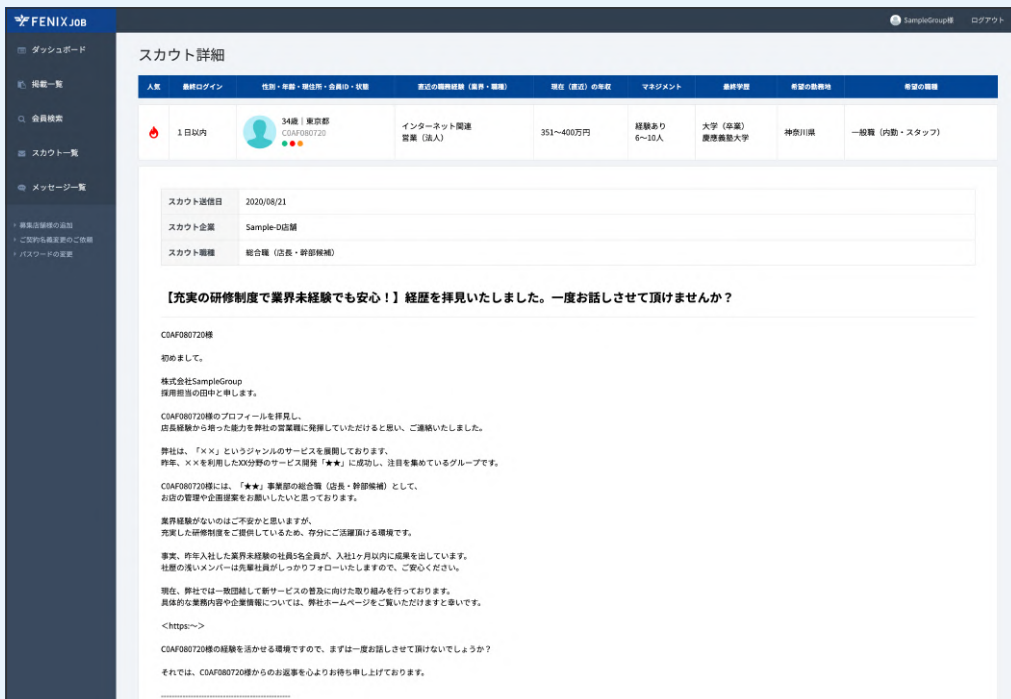 FENIX JOB
SampleGroup様
ログアウト
ダッシュボード
掲載一覧
会員検索
スカウト一覧
メッセージ一覧
募集店舗様の追加
ご契約名義変更のご依頼
パスワードの変更
スカウト詳細
人気 最終ログイン 性別・年齢・現住所・会員ID・状態 直近の職務経験（業界・職種） 現在（直近）の年収 マネジメント 最終学歴 希望の勤務地 希望の職種
1日以内
34歳｜東京都
C0AF080720
インターネット関連
営業（法人）
351〜400万円
経験あり
6〜10人
大学（卒業）
慶應義塾大学
神奈川県
一般職（内勤・スタッフ）
スカウト送信日 2020/08/21
スカウト企業 Sample-D店舗
スカウト職種 総合職（店長・幹部候補）
【充実の研修制度で業界未経験でも安心！】経歴を拝見いたしました。一度お話しさせて頂けませんか？
C0AF080720様
初めまして。
株式会社SampleGroup
採用担当の田中と申します。
C0AF080720様のプロフィールを拝見し、
店長経験から培った能力を弊社の営業職に発揮していただけると思い、ご連絡いたしました。
弊社は、「××」というジャンルのサービスを展開しております、
昨年、××を利用したXX分野のサービス開発「★★」に成功し、注目を集めているグループです。
C0AF080720様には、「★★」事業部の総合職（店長・幹部候補）として、
お店の管理や企画提案をお願いしたいと思っております。
業界経験がないのはご不安かと思いますが、
充実した研修制度をご提供しているため、存分にご活躍頂ける環境です。
事実、昨年入社した業界未経験の社員5名全員が、入社1ヶ月以内に成果を出しています。
社歴の浅いメンバーは先輩社員がしっかりフォローいたしますので、ご安心ください。
現在、弊社では一致団結して新サービスの普及に向けた取り組みを行っております。
具体的な業務内容や企業情報については、弊社ホームページをご覧いただけますと幸いです。
＜https:〜＞
C0AF080720様の経験を活かせる環境ですので、まずは一度お話しさせて頂けないでしょうか？
それでは、C0AF080720様からのお返事を心よりお待ち申し上げております。